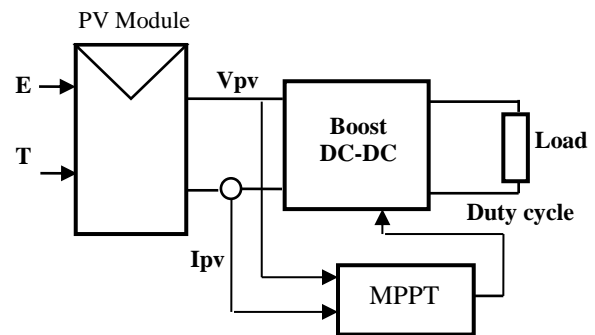 PV Module
E
Vpv
Boost
DC-DC
Load
T
Duty cycle
Ipv
MPPT